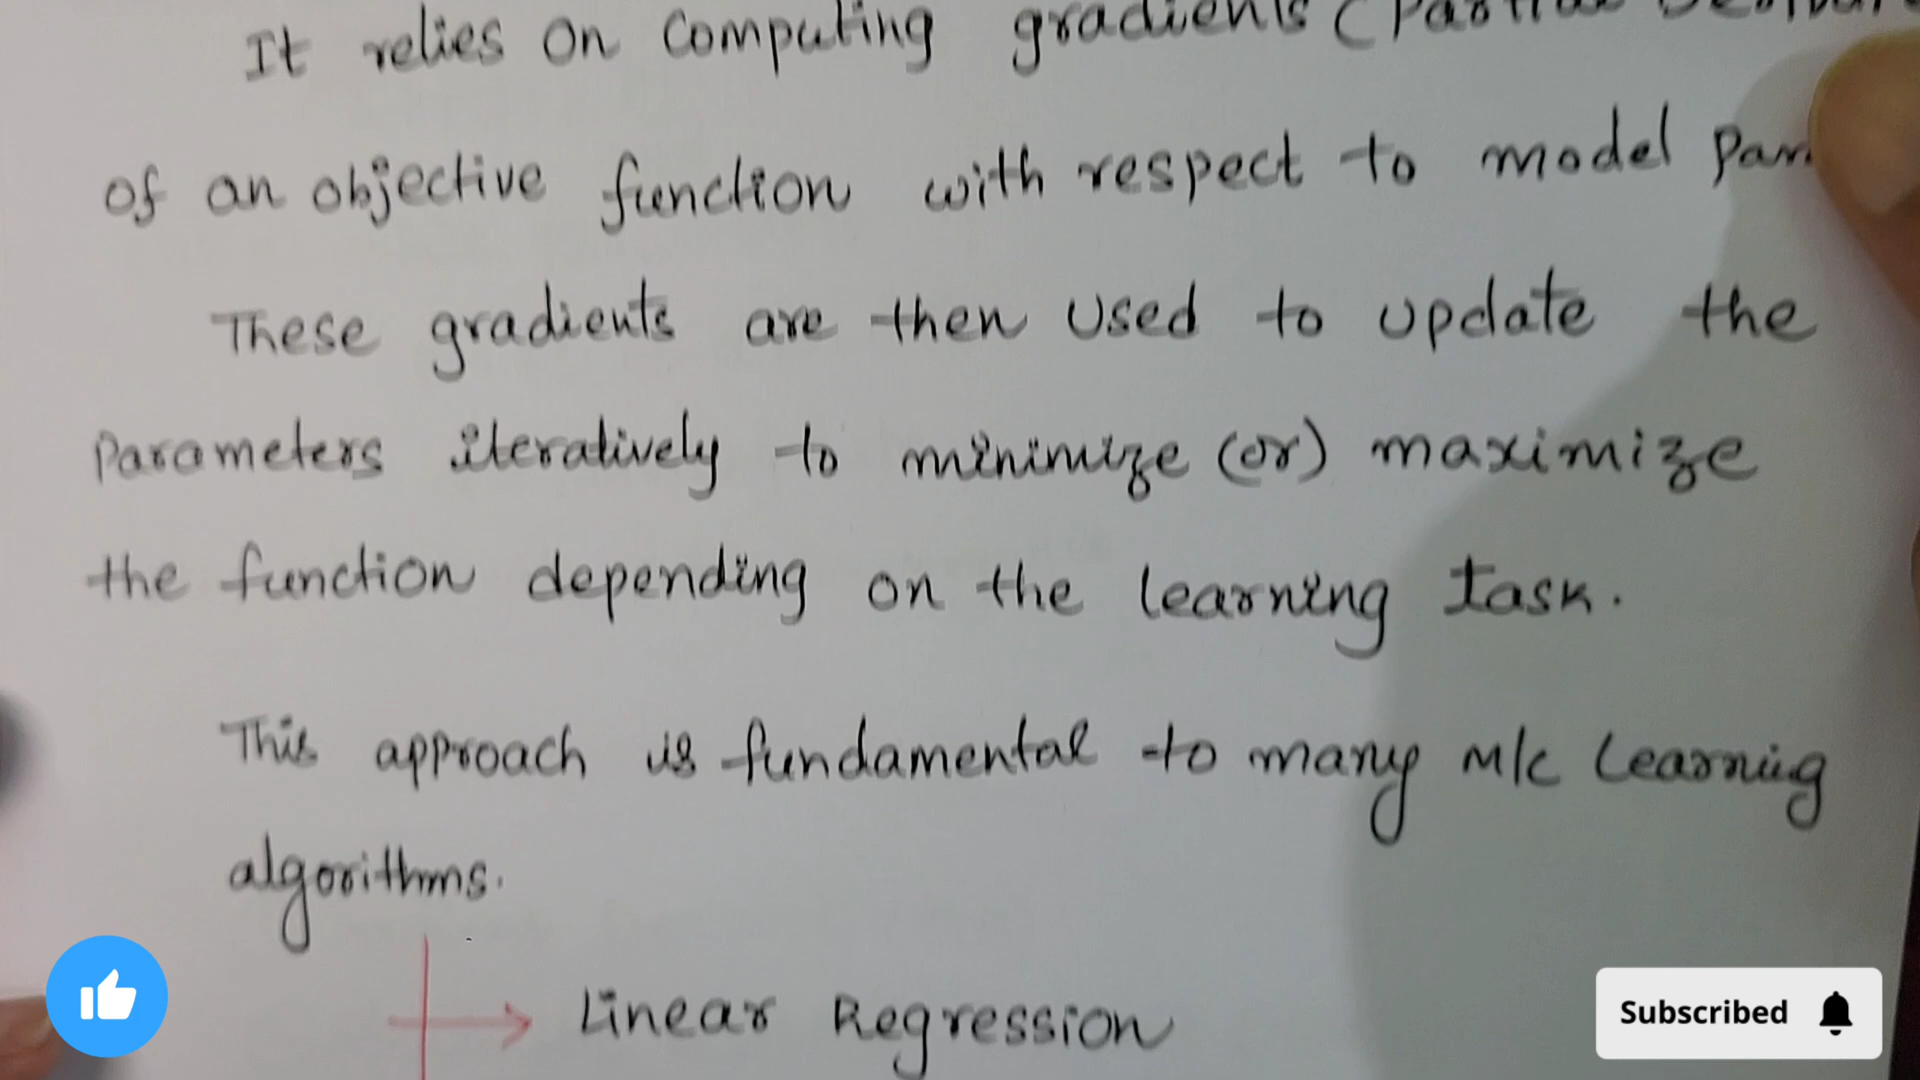 It relies on Computing gradients (Partial
of an objective function with respect to model
These gradients are then used to update the
Parameters iteratively to minimize (or) maximize
the function depending on the learning task.
This approach is fundamental to many M/c Learning
algorithms.
Linear Regression
Subscribed